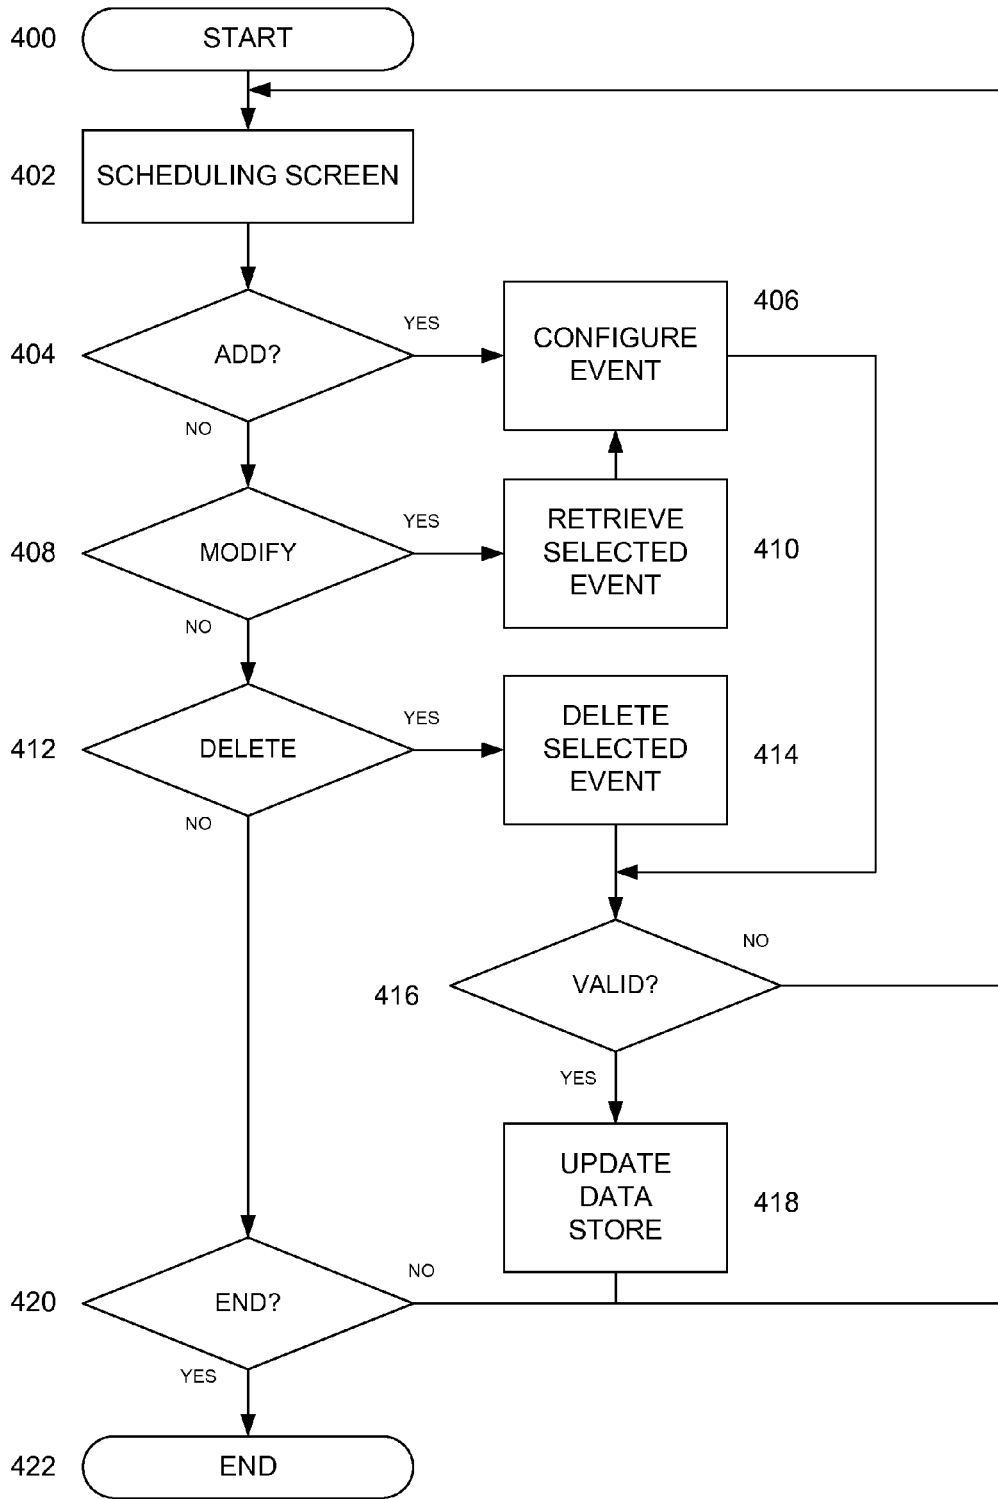 400
START
402
SCHEDULING SCREEN
404
ADD?
YES
CONFIGURE
EVENT
406
NO
408
MODIFY
YES
RETRIEVE
SELECTED
EVENT
410
NO
412
DELETE
YES
DELETE
SELECTED
EVENT
414
NO
416
VALID?
NO
YES
UPDATE
DATA
STORE
418
420
END?
NO
YES
422
END